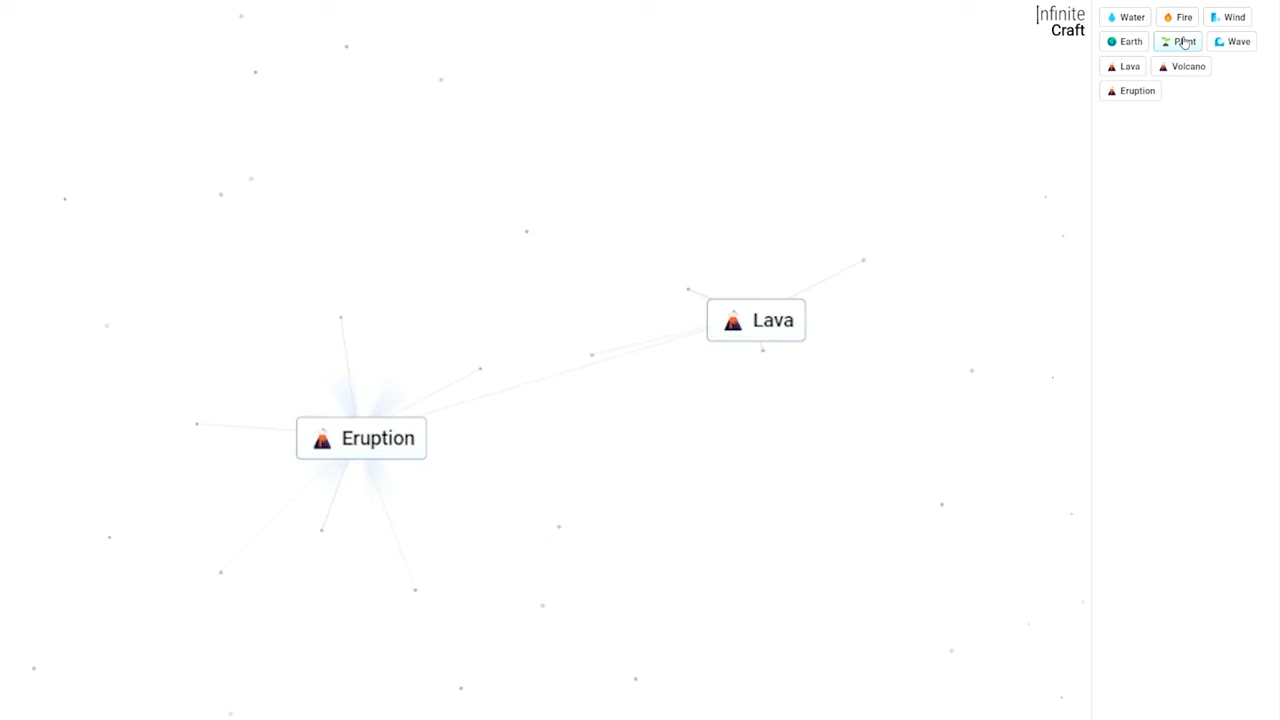 Infinite
Craft
Water
Fire
Wind
Earth
Plant
Wave
Lava
Volcano
Eruption
Lava
Eruption